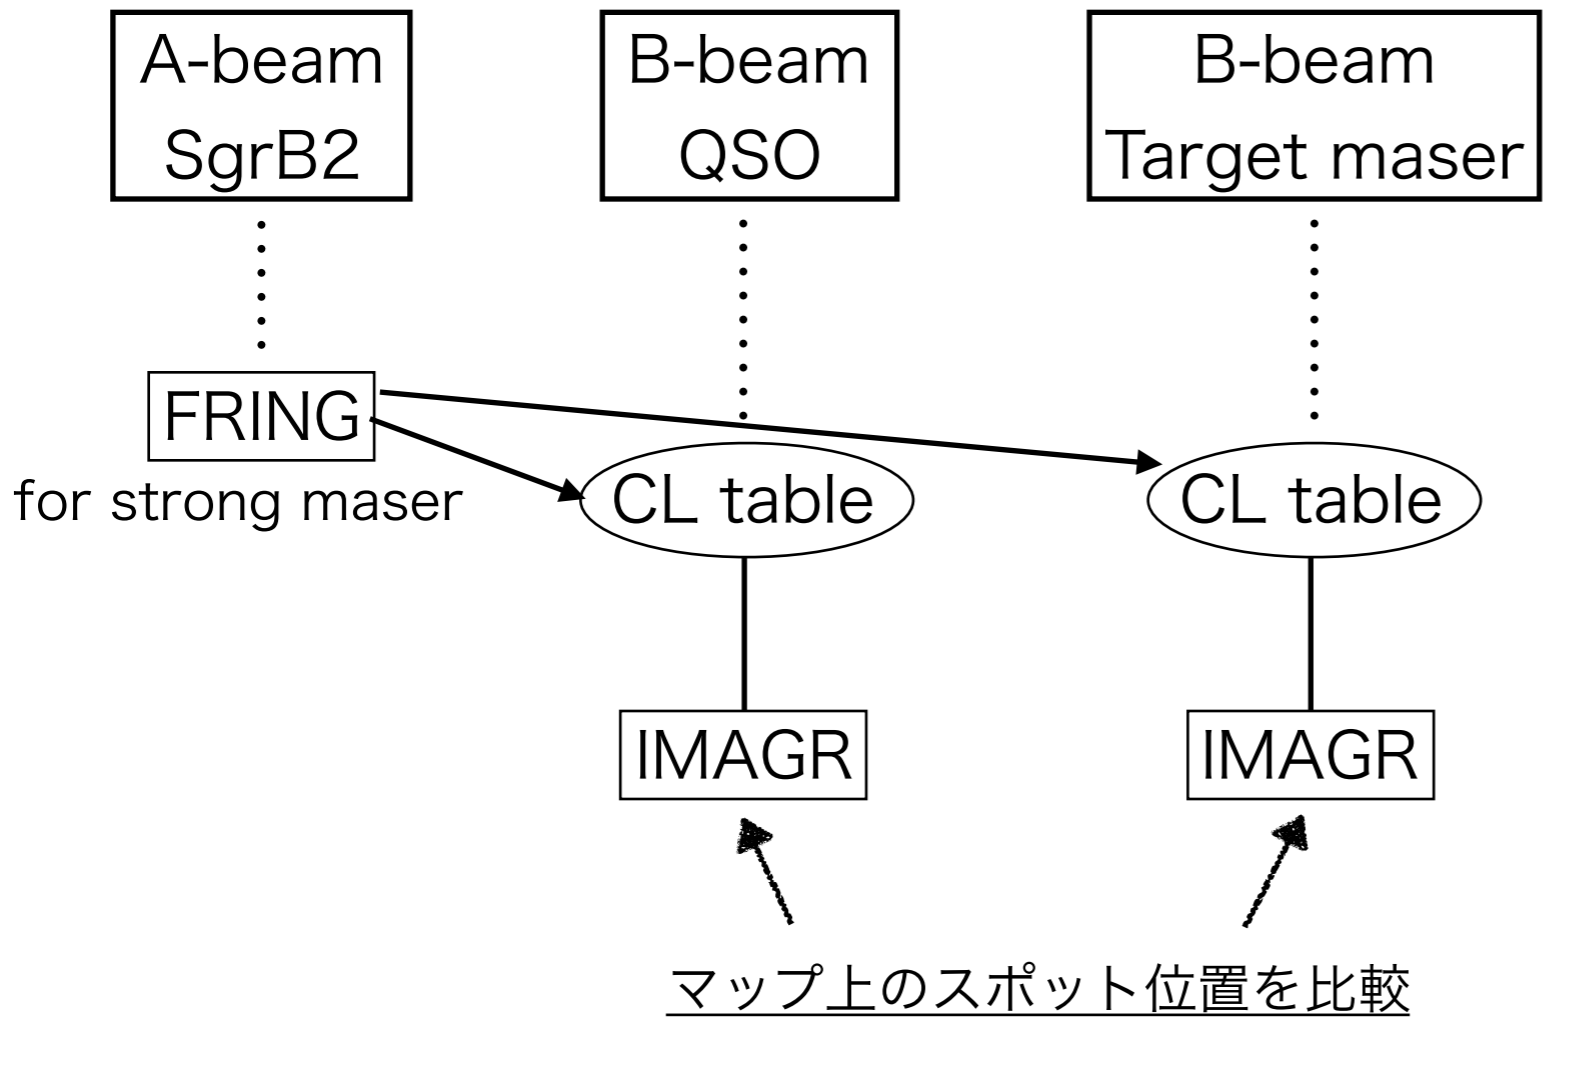 A-beam
SgrB2
B-beam
QSO
B-beam
Target maser
FRING
for strong maser
CL table
CL table
IMAGR
IMAGR
マップ上のスポット位置を比較